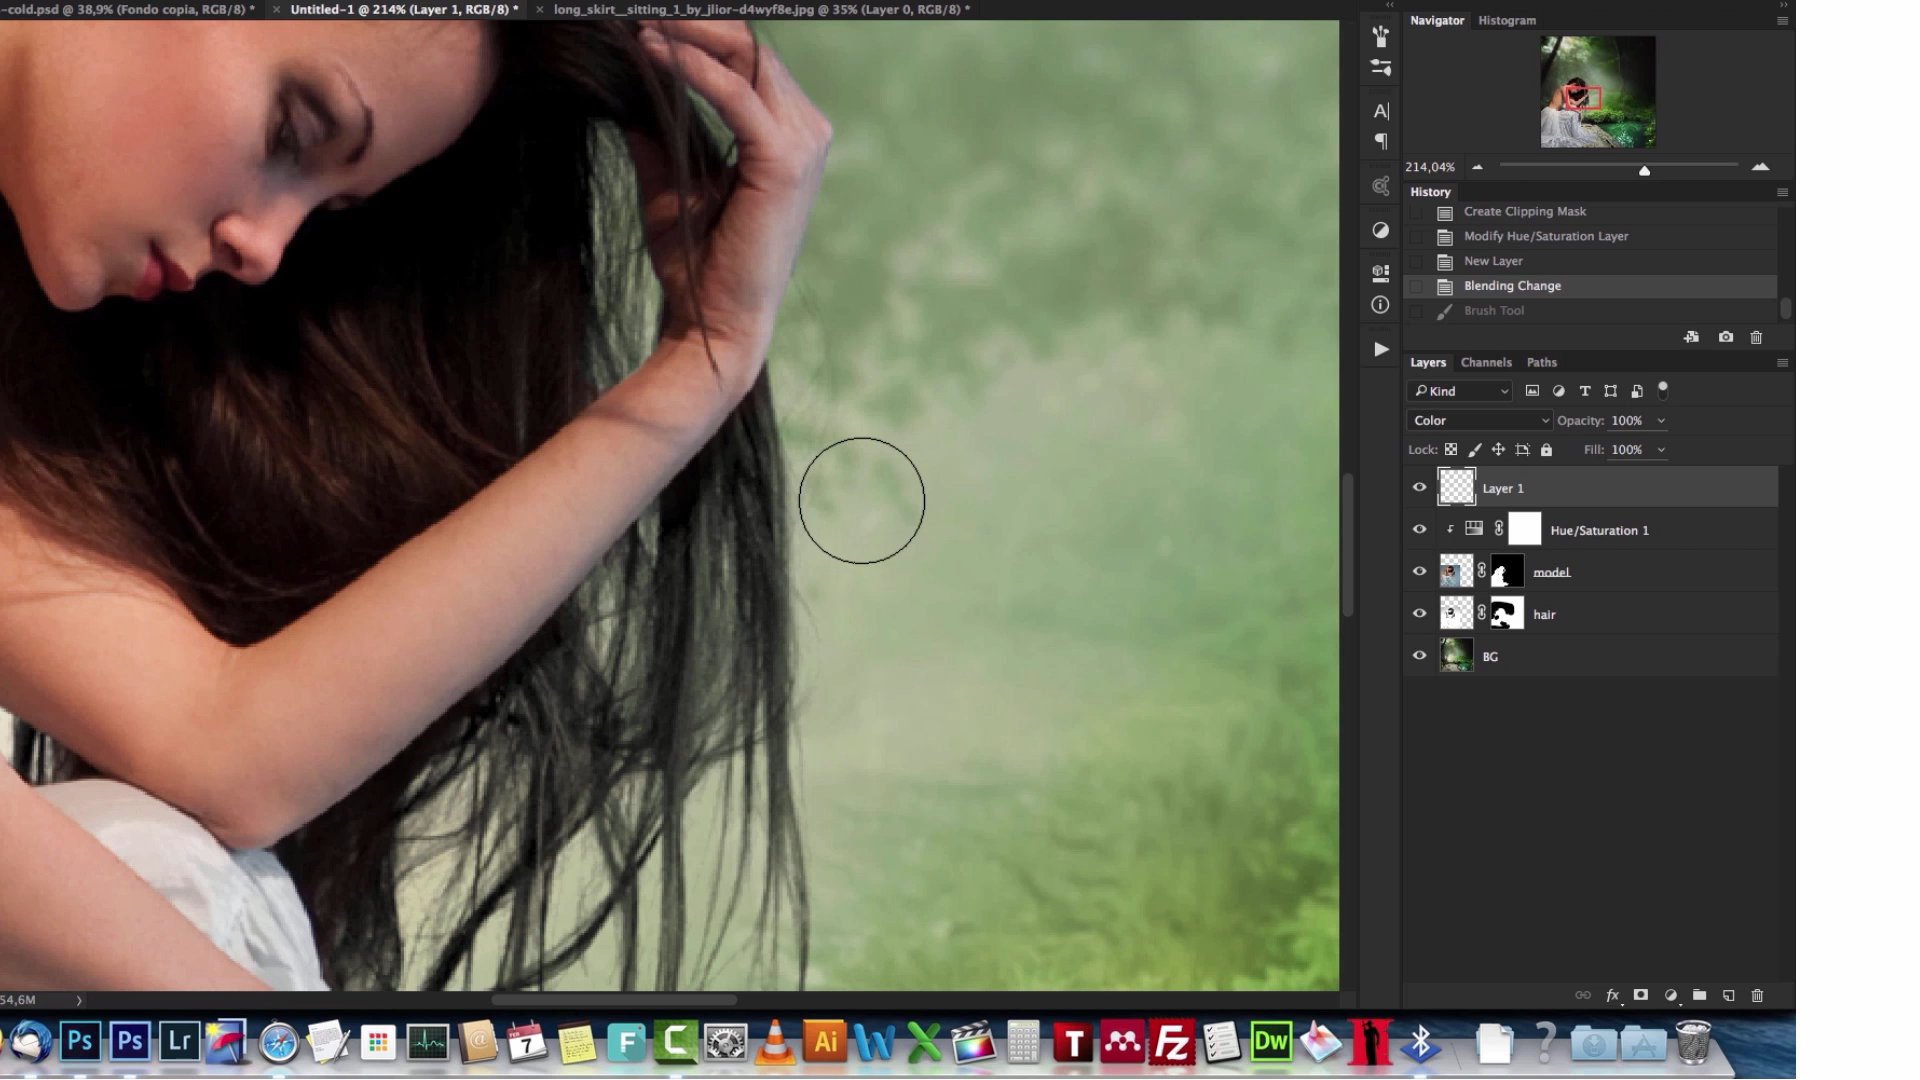 -cold.psd @ 38,9% (Fondo copia, RGB/8) *
Untitled-1 @ 214% (Layer 1, RGB/8) *
long_skirt__sitting_1_by_jlior-d4wyf8e.jpg @ 35% (Layer 0, RGB/8) *
Navigator
Histogram
214,04%
History
Create Clipping Mask
Modify Hue/Saturation Layer
New Layer
Blending Change
Brush Tool
Layers
Channels
Paths
Kind
Color
Opacity: 100%
Lock:
Fill: 100%
Layer 1
Hue/Saturation 1
model
hair
BG
fx
54,6M
Ps
Ps
Lr
7
F
C
Ai
W
X
T
Fz
Dw